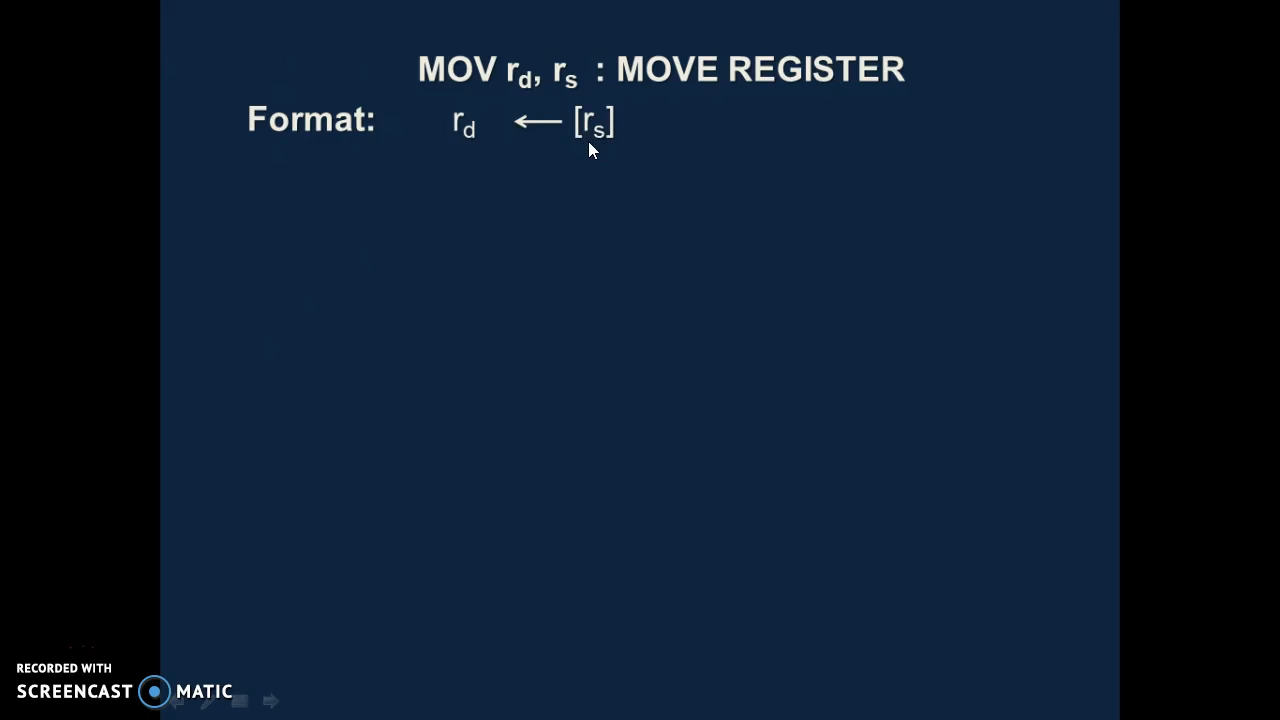 MOV rd, rs : MOVE REGISTER
Format: rd ← [rs]
RECORDED WITH
SCREENCAST MATIC